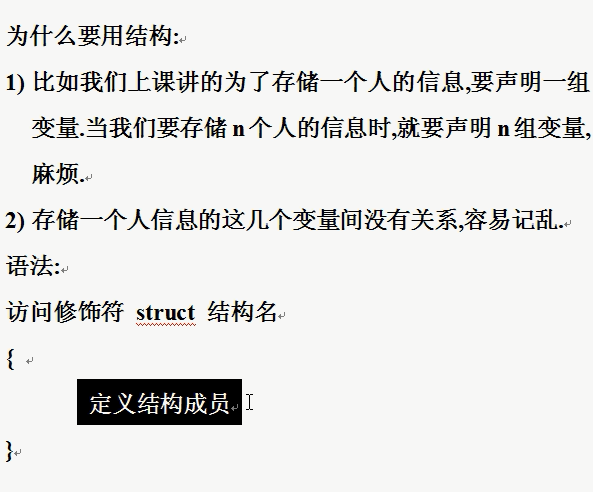 为什么要用结构:
1) 比如我们上课讲的为了存储一个人的信息,要声明一组
变量.当我们要存储 n 个人的信息时,就要声明 n 组变量,
麻烦.
2) 存储一个人信息的这几个变量间没有关系,容易记乱.
语法:
访问修饰符 struct 结构名
{
定义结构成员
}